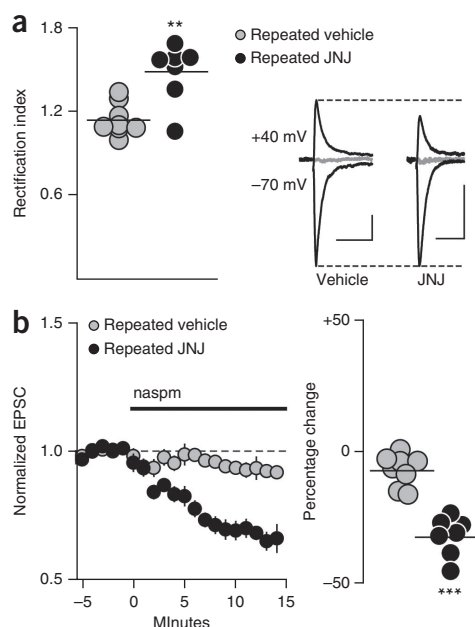 a
1.8
1.2
0.6
Rectification index
**
Repeated vehicle
Repeated JNJ
+40 mV
–70 mV
Vehicle
JNJ
b
1.5
1.0
0.5
Normalized EPSC
Repeated vehicle
Repeated JNJ
naspm
–5
0
5
10
15
MInutes
+50
0
–50
Percentage change
***